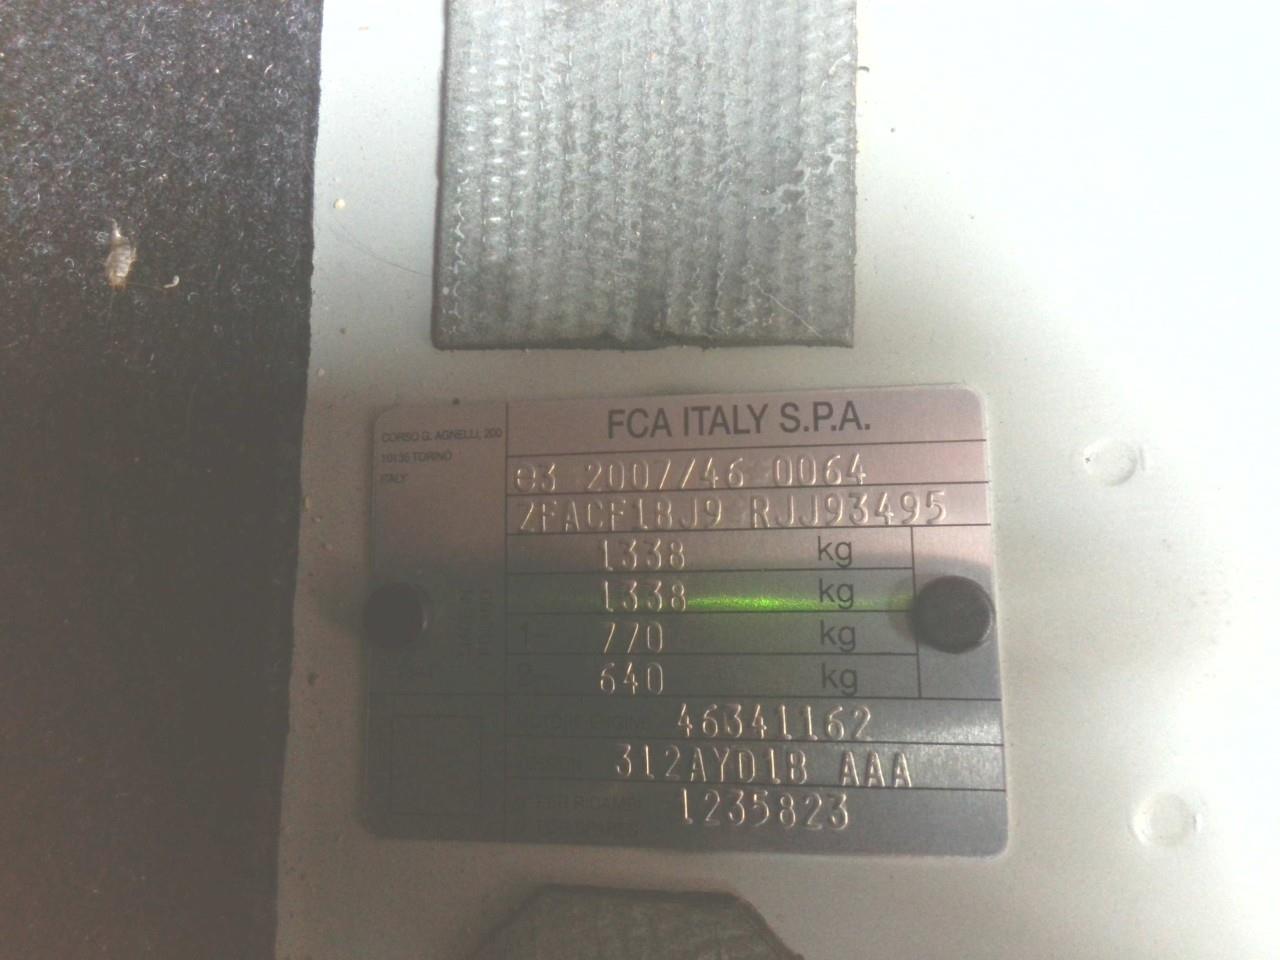 FCA ITALY S.P.A.
CORSO G. AGNELLI, 200
10135 TORINO
ITALY
e3 2007/46 0064
ZFACF18J9 RJJ93495
1338 kg
1338 kg
1- 770 kg
2- 640 kg
46341162
312AYD1B AAA
RICAMBI 1235823